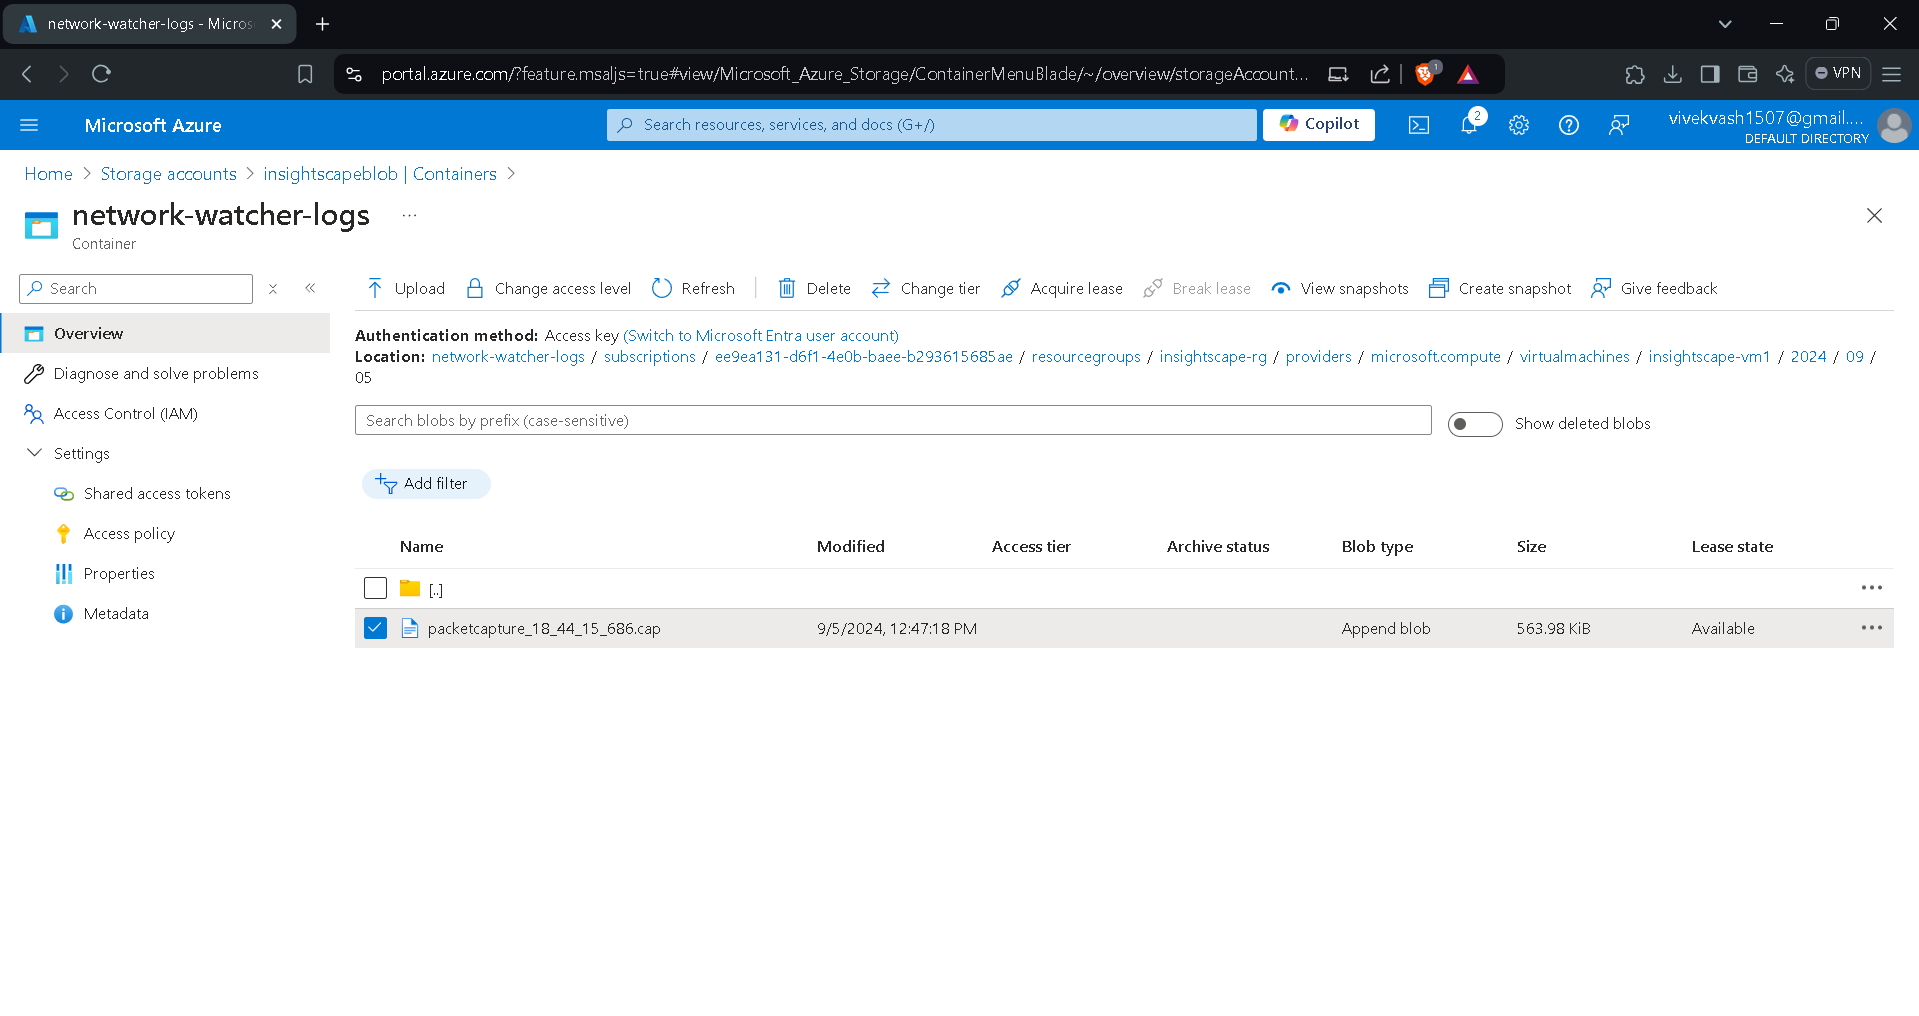 network-watcher-logs - Micros
portal.azure.com/?feature.msaljs=true#view/Microsoft_Azure_Storage/ContainerMenuBlade/~/overview/storageAccount...
1
VPN
Microsoft Azure
Search resources, services, and docs (G+/)
Copilot
2
vivekvash1507@gmail....
DEFAULT DIRECTORY
Home > Storage accounts > insightscapeblob | Containers >
network-watcher-logs ...
Container
Search
Upload Change access level Refresh Delete Change tier Acquire lease Break lease View snapshots Create snapshot Give feedback
Overview
Diagnose and solve problems
Access Control (IAM)
Settings
Shared access tokens
Access policy
Properties
Metadata
Authentication method: Access key (Switch to Microsoft Entra user account)
Location: network-watcher-logs / subscriptions / ee9ea131-d6f1-4e0b-baee-b293615685ae / resourcegroups / insightscape-rg / providers / microsoft.compute / virtualmachines / insightscape-vm1 / 2024 / 09 /
05
Search blobs by prefix (case-sensitive)
Show deleted blobs
Add filter
Name Modified Access tier Archive status Blob type Size Lease state
[..]
packetcapture_18_44_15_686.cap 9/5/2024, 12:47:18 PM Append blob 563.98 KiB Available